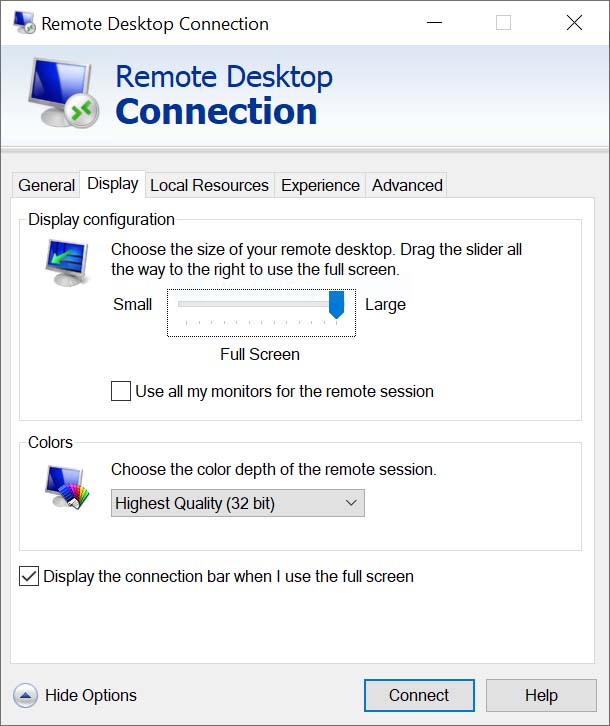 Remote Desktop Connection
Remote Desktop
Connection
General Display Local Resources Experience Advanced
Display configuration
Choose the size of your remote desktop. Drag the slider all
the way to the right to use the full screen.
Small Large
Full Screen
Use all my monitors for the remote session
Colors
Choose the color depth of the remote session.
Highest Quality (32 bit)
Display the connection bar when I use the full screen
Hide Options Connect Help